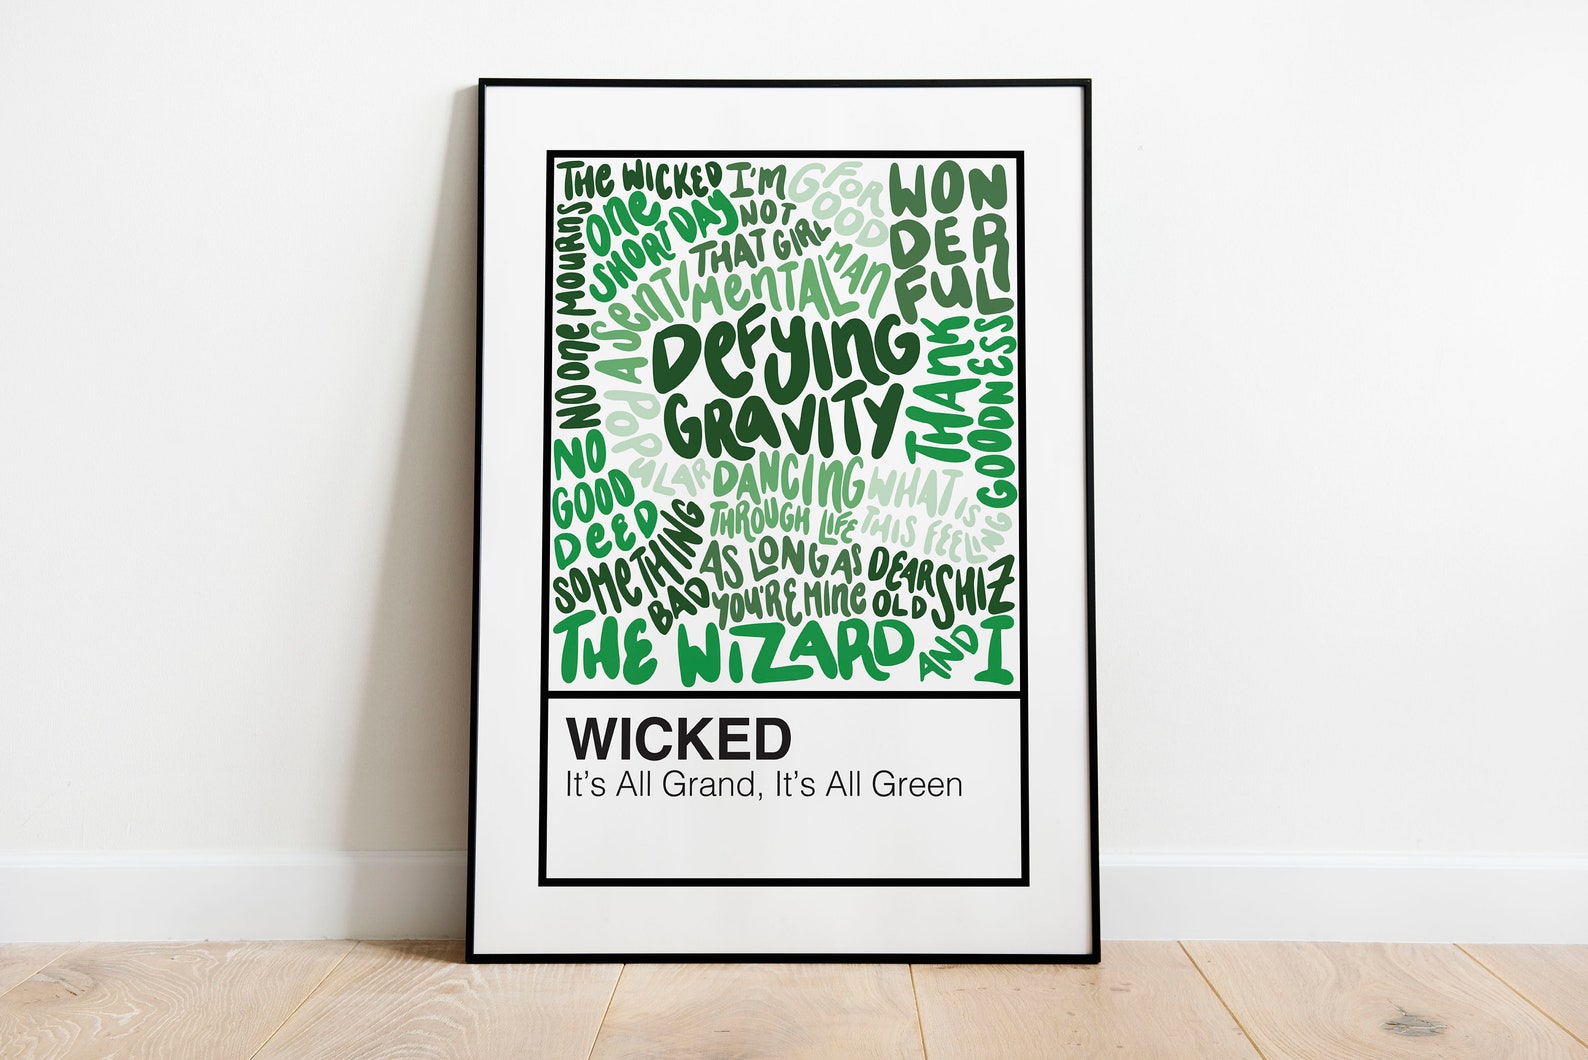 THE WICKED
NO ONE MOURNS
ONE
SHORT DAY
I'M
NOT
THAT GIRL
FOR
GOOD
WON
DER
FUL
A SENTIMENTAL MAN
DEFYING
GRAVITY
THANK
GOODNESS
POPULAR
NO
GOOD
DEED
DANCING
THROUGH LIFE
WHAT IS
THIS FEELING
SOMETHING
BAD
AS LONG AS
YOU'RE MINE
DEAR
OLD
SHIZ
THE WIZARD
AND I
WICKED
It's All Grand, It's All Green